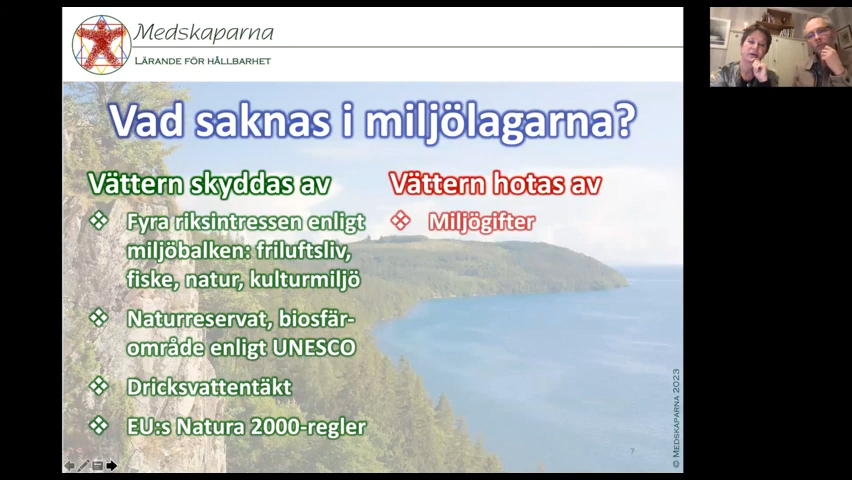 Medskaparna
Lärande för hållbarhet
Vad saknas i miljölagarna?
Vättern skyddas av
Fyra riksintressen enligt
miljöbalken: friluftsliv,
fiske, natur, kulturmiljö
Naturreservat, biosfär-
område enligt UNESCO
Dricksvattentäkt
EU:s Natura 2000-regler
Vättern hotas av
Miljögifter
7
© Medskaparna 2023